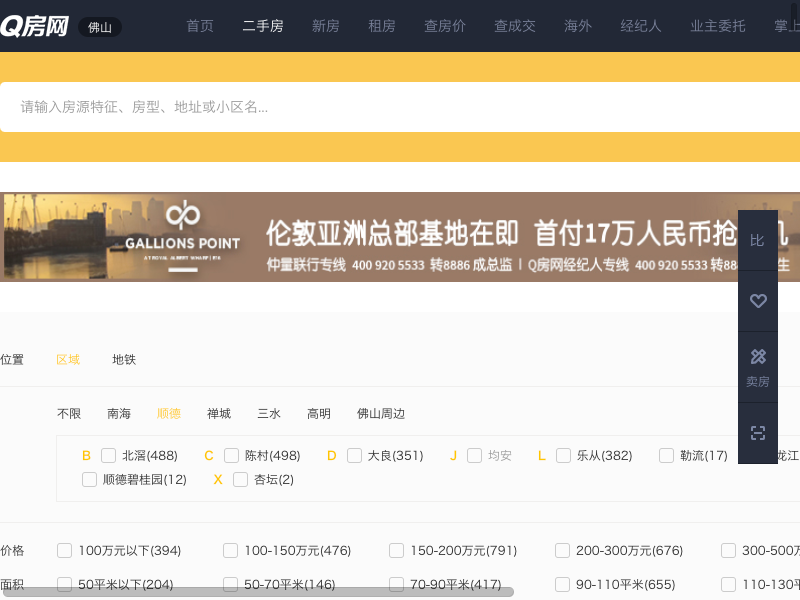 Q房网 佛山 首页 二手房 新房 租房 查房价 查成交 海外 经纪人 业主委托 掌上
请输入房源特征、房型、地址或小区名...
GALLIONS POINT
AT ROYAL ALBERT WHARF | E16
伦敦亚洲总部基地在即 首付17万人民币抢 机
仲量联行专线 400 920 5533 转8886 成总监 | Q房网经纪人专线 400 920 5533 转88 生
比
卖房
位置 区域 地铁
不限 南海 顺德 禅城 三水 高明 佛山周边
B 北滘(488) C 陈村(498) D 大良(351) J 均安 L 乐从(382) 勒流(17) 龙江
顺德碧桂园(12) X 杏坛(2)
价格 100万元以下(394) 100-150万元(476) 150-200万元(791) 200-300万元(676) 300-500万
面积 50平米以下(204) 50-70平米(146) 70-90平米(417) 90-110平米(655) 110-130平